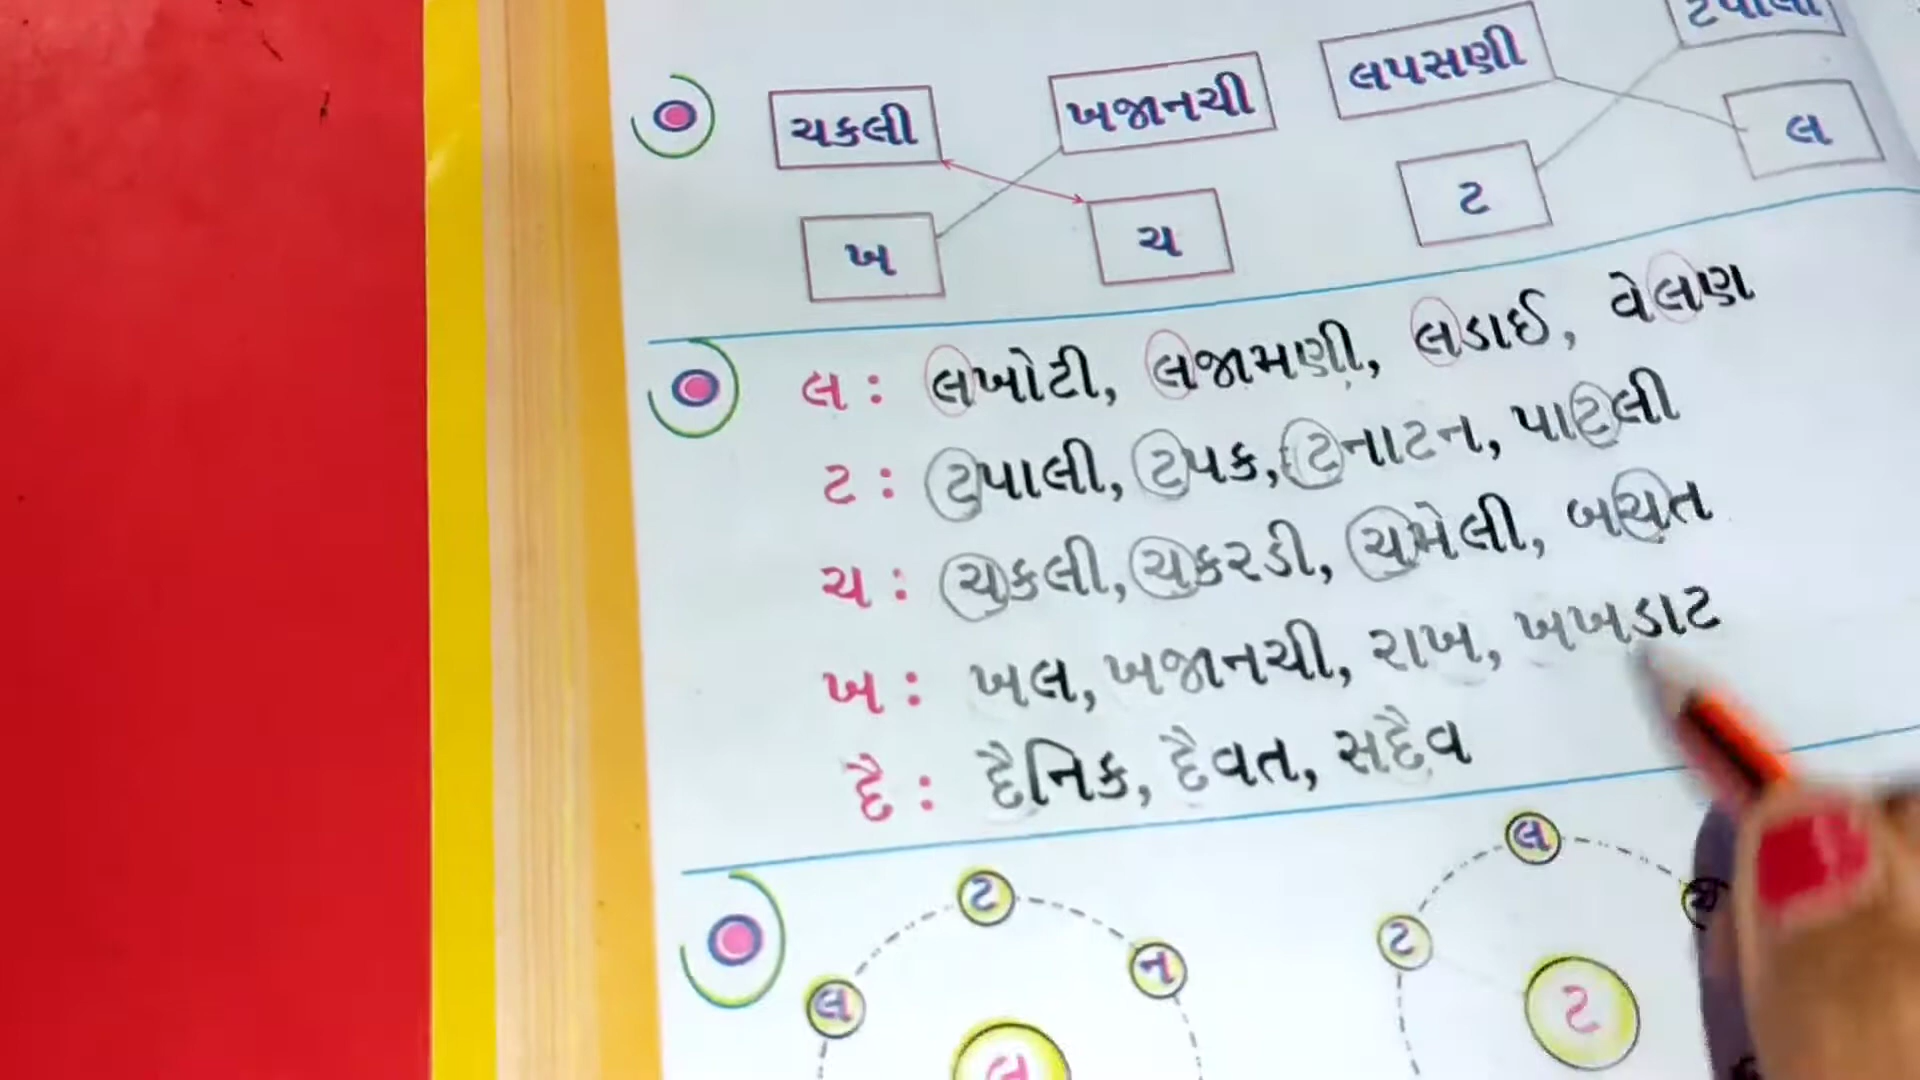 ચકલી ખજાનચી લપસણી ટપાલી
ખ ચ ટ લ
લ : લખોટી, લજામણી, લડાઈ, વેલણ
ટ : ટપાલી, ટપક, ટનાટન, પાટલી
ચ : ચકલી, ચકરડી, ચમેલી, બચત
ખ : ખલ, ખજાનચી, રાખ, ખખડાટ
દૈ : દૈનિક, દૈવત, સદૈવ
લ ટ ન લ
ટ લ ટ